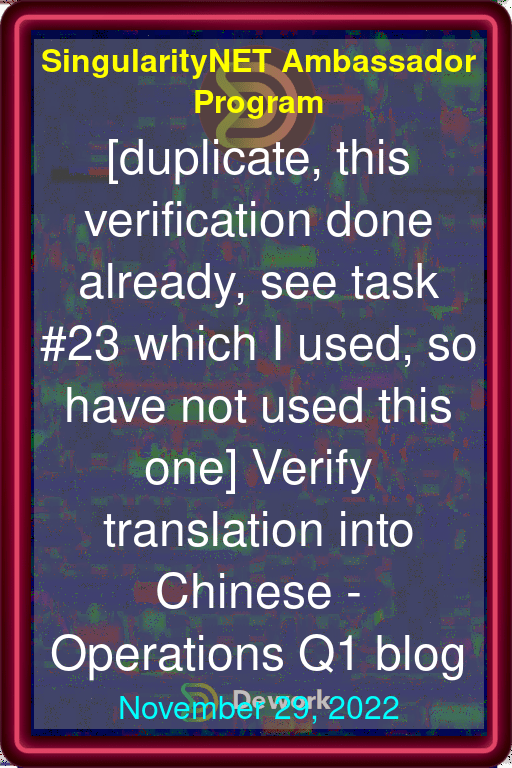 SingularityNET Ambassador
Program
[duplicate, this
verification done
already, see task
#23 which I used, so
have not used this
one] Verify
translation into
Chinese -
Operations Q1 blog
Dework
November 29, 2022